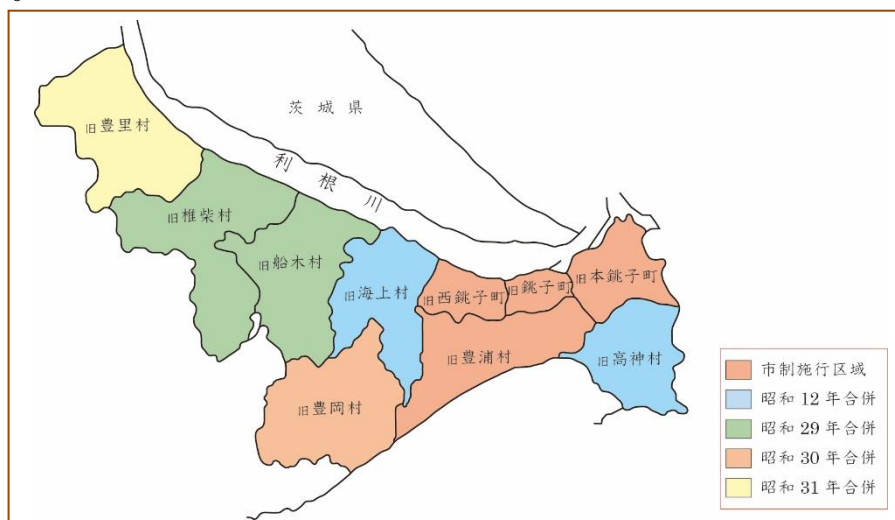 茨城県
利根川
旧豊里村
旧椎柴村
旧船木村
旧海上村
旧西銚子町
旧銚子町
旧本銚子町
旧豊浦村
旧高神村
旧豊岡村
市制施行区域
昭和12年合併
昭和29年合併
昭和30年合併
昭和31年合併